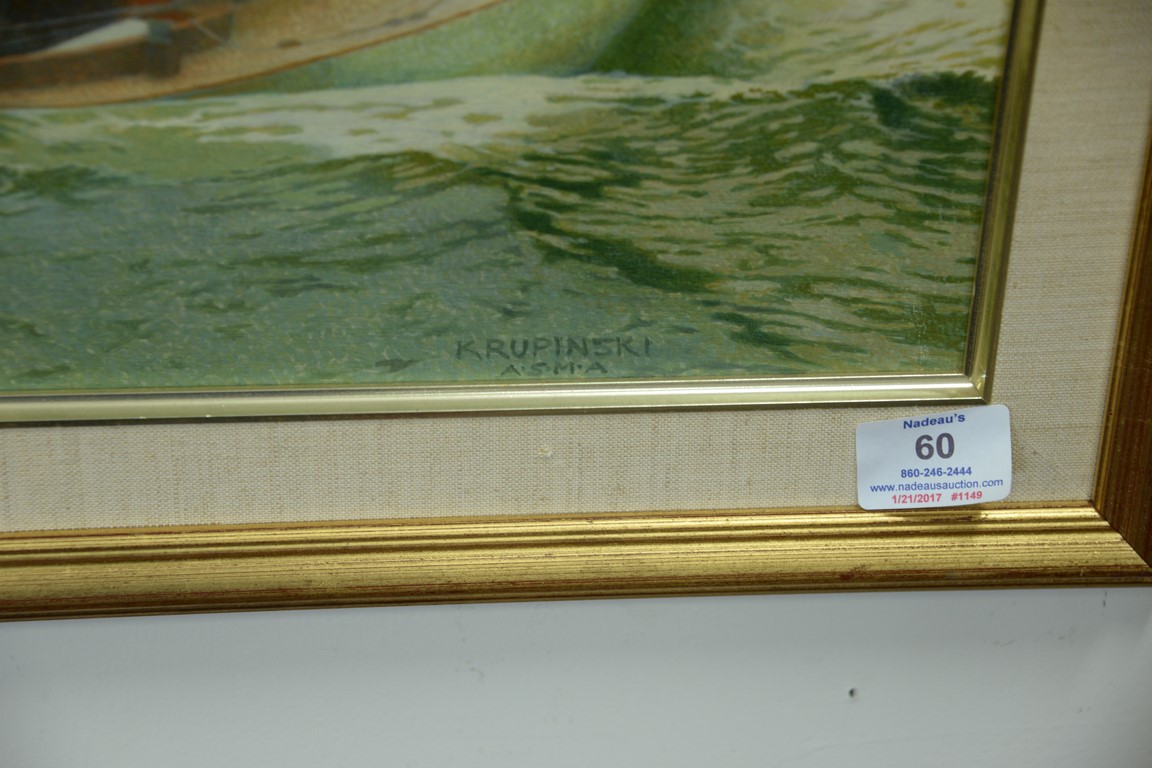 KRUPINSKI
A·S·M·A
Nadeau's
60
860-246-2444
www.nadeausauction.com
1/21/2017 #1149